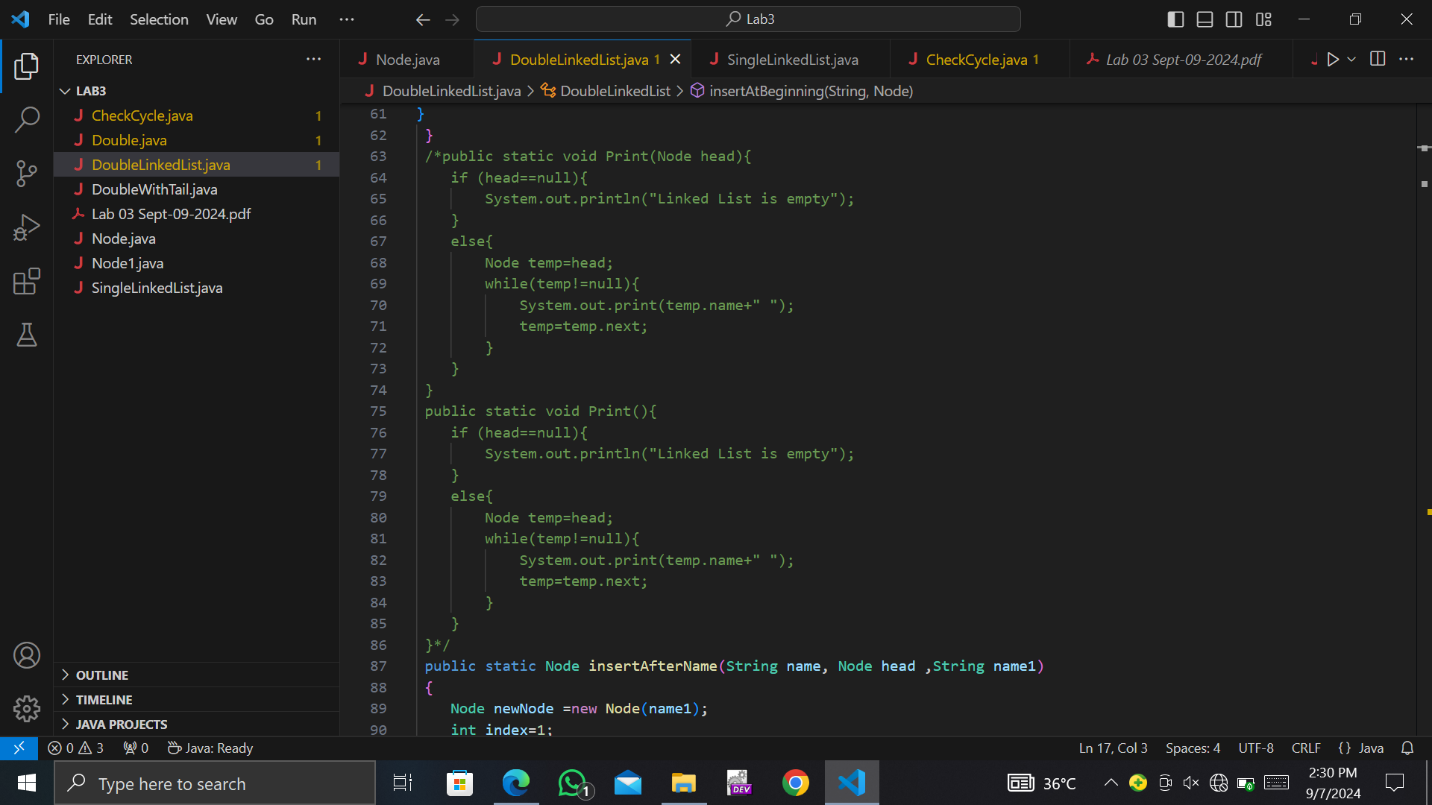 File Edit Selection View Go Run ··· Lab3
EXPLORER ···
LAB3
J CheckCycle.java 1
J Double.java 1
J DoubleLinkedList.java 1
J DoubleWithTail.java
Lab 03 Sept-09-2024.pdf
J Node.java
J Node1.java
J SingleLinkedList.java
OUTLINE
TIMELINE
JAVA PROJECTS
J Node.java J DoubleLinkedList.java 1 J SingleLinkedList.java J CheckCycle.java 1 Lab 03 Sept-09-2024.pdf
J DoubleLinkedList.java > DoubleLinkedList > insertAtBeginning(String, Node)
61 }
62 }
63 /*public static void Print(Node head){
64 if (head==null){
65 System.out.println("Linked List is empty");
66 }
67 else{
68 Node temp=head;
69 while(temp!=null){
70 System.out.print(temp.name+" ");
71 temp=temp.next;
72 }
73 }
74 }
75 public static void Print(){
76 if (head==null){
77 System.out.println("Linked List is empty");
78 }
79 else{
80 Node temp=head;
81 while(temp!=null){
82 System.out.print(temp.name+" ");
83 temp=temp.next;
84 }
85 }
86 }*/
87 public static Node insertAfterName(String name, Node head ,String name1)
88 {
89 Node newNode =new Node(name1);
90 int index=1;
0 3 0 Java: Ready Ln 17, Col 3 Spaces: 4 UTF-8 CRLF {} Java
Type here to search 1 DEV 36°C 2:30 PM
9/7/2024